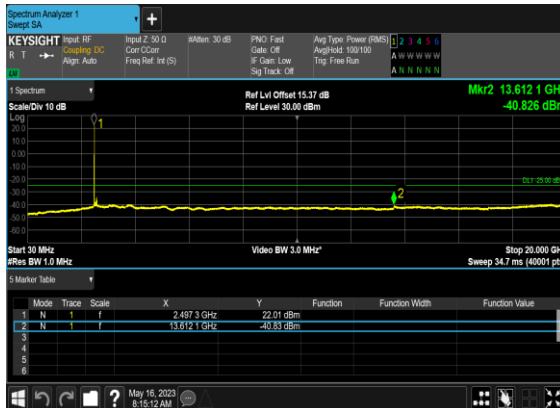 Spectrum Analyzer 1
Swept SA
+
KEYSIGHT Input: RF Input Z: 50 Ω #Atten: 30 dB PNO: Fast Avg Type: Power (RMS) 1 2 3 4 5 6
R T Coupling: DC Corr CCorr Gate: Off Avg|Hold: 100/100 A W W W W W
Align: Auto Freq Ref: Int (S) IF Gain: Low Trig: Free Run
Sig Track: Off A N N N N N
1 Spectrum
Ref Lvl Offset 15.37 dB Mkr2 13.612 1 GH
Scale/Div 10 dB Ref Level 30.00 dBm -40.826 dBr
Log
20.0
10.0
0.00
-10.0
-20.0
-30.0
-40.0
-50.0
-60.0
1
2
DL1 -25.00 dB
Start 30 MHz Video BW 3.0 MHz* Stop 20.000 GH
#Res BW 1.0 MHz Sweep 34.7 ms (40001 pt
5 Marker Table
Mode Trace Scale X Y Function Function Width Function Value
1 N 1 f 2.497 3 GHz 22.01 dBm
2 N 1 f 13.612 1 GHz -40.83 dBm
3
4
5
6
? May 16, 2023
8:15:12 AM